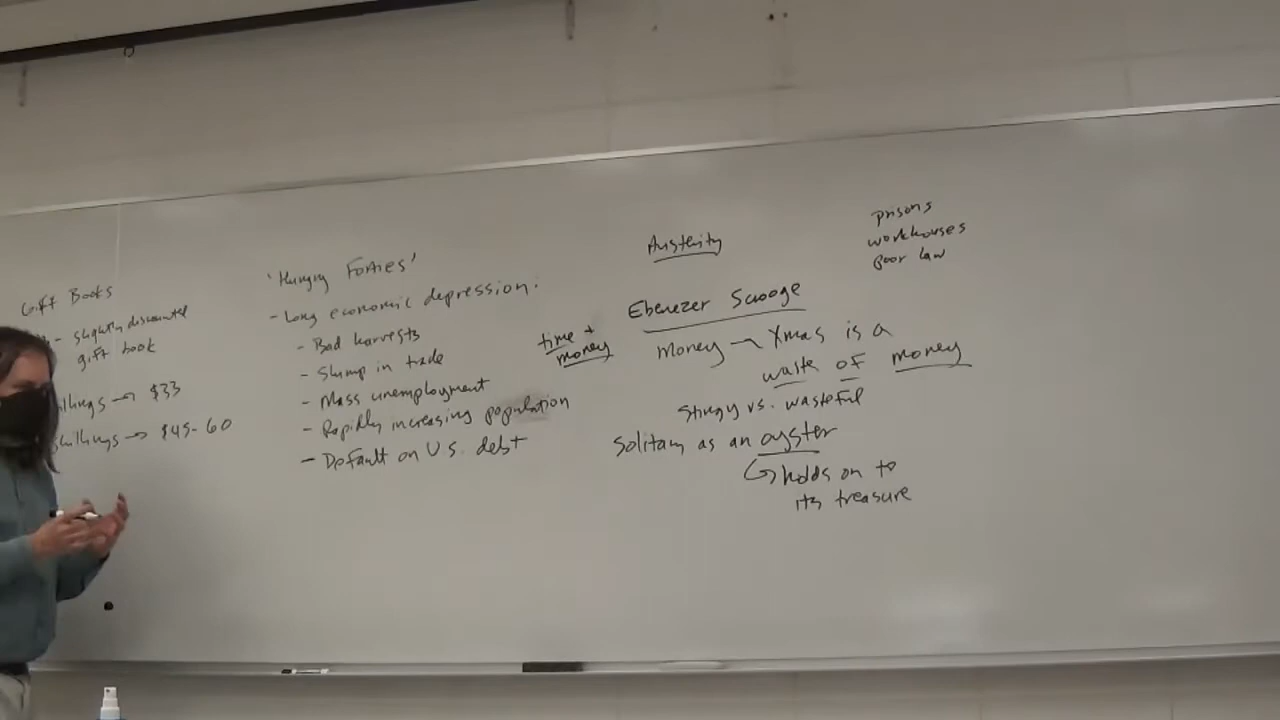 Gift Books
- slightly discounted
gift book
illings → $33
shillings → $45-60
'Hungry Forties'
- Long economic depression.
- Bad harvests
- Slump in trade
- Mass unemployment
- Rapidly increasing population
- Default on U.S. debt
time +
money
Austerity
Ebenezer Scrooge
Money → Xmas is a
waste of money
Stingy vs. wasteful
Solitary as an oyster
↳ holds on to
its treasure
prisons
workhouses
Poor law